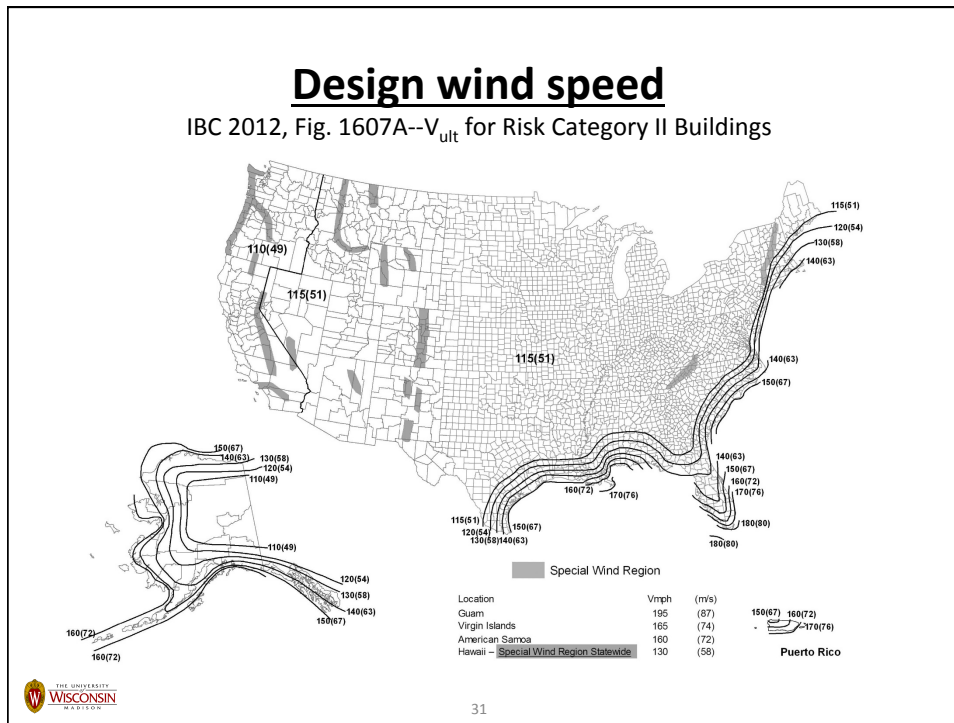 Design wind speed
IBC 2012, Fig. 1607A--Vult for Risk Category II Buildings
110(49)
115(51)
115(51)
115(51)
120(54)
130(58)
140(63)
140(63)
150(67)
140(63)
150(67)
160(72)
170(76)
180(80)
180(80)
160(72)
170(76)
115(51)
120(54)
130(58)
140(63)
150(67)
150(67)
140(63)
130(58)
120(54)
110(49)
110(49)
120(54)
130(58)
140(63)
150(67)
160(72)
160(72)
Special Wind Region
Location Vmph (m/s)
Guam 195 (87)
Virgin Islands 165 (74)
American Samoa 160 (72)
Hawaii – Special Wind Region Statewide 130 (58)
150(67) 160(72)
170(76)
Puerto Rico
THE UNIVERSITY
of
WISCONSIN
MADISON
31